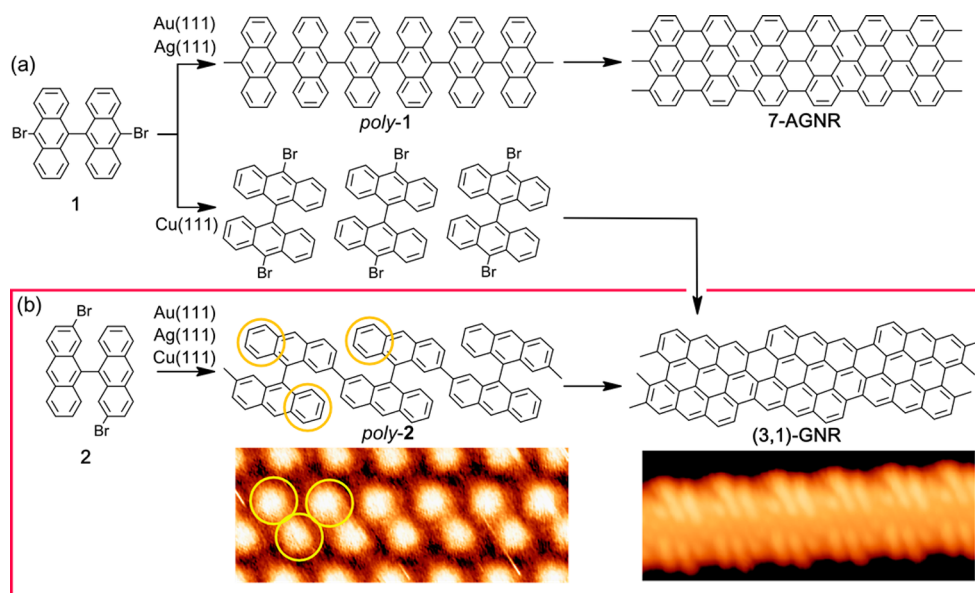 (a)
Au(111)
Ag(111)
Br
Br
1
poly-1
7-AGNR
Cu(111)
Br
Br
Br
Br
Br
Br
(b)
Br
Br
2
Au(111)
Ag(111)
Cu(111)
poly-2
(3,1)-GNR